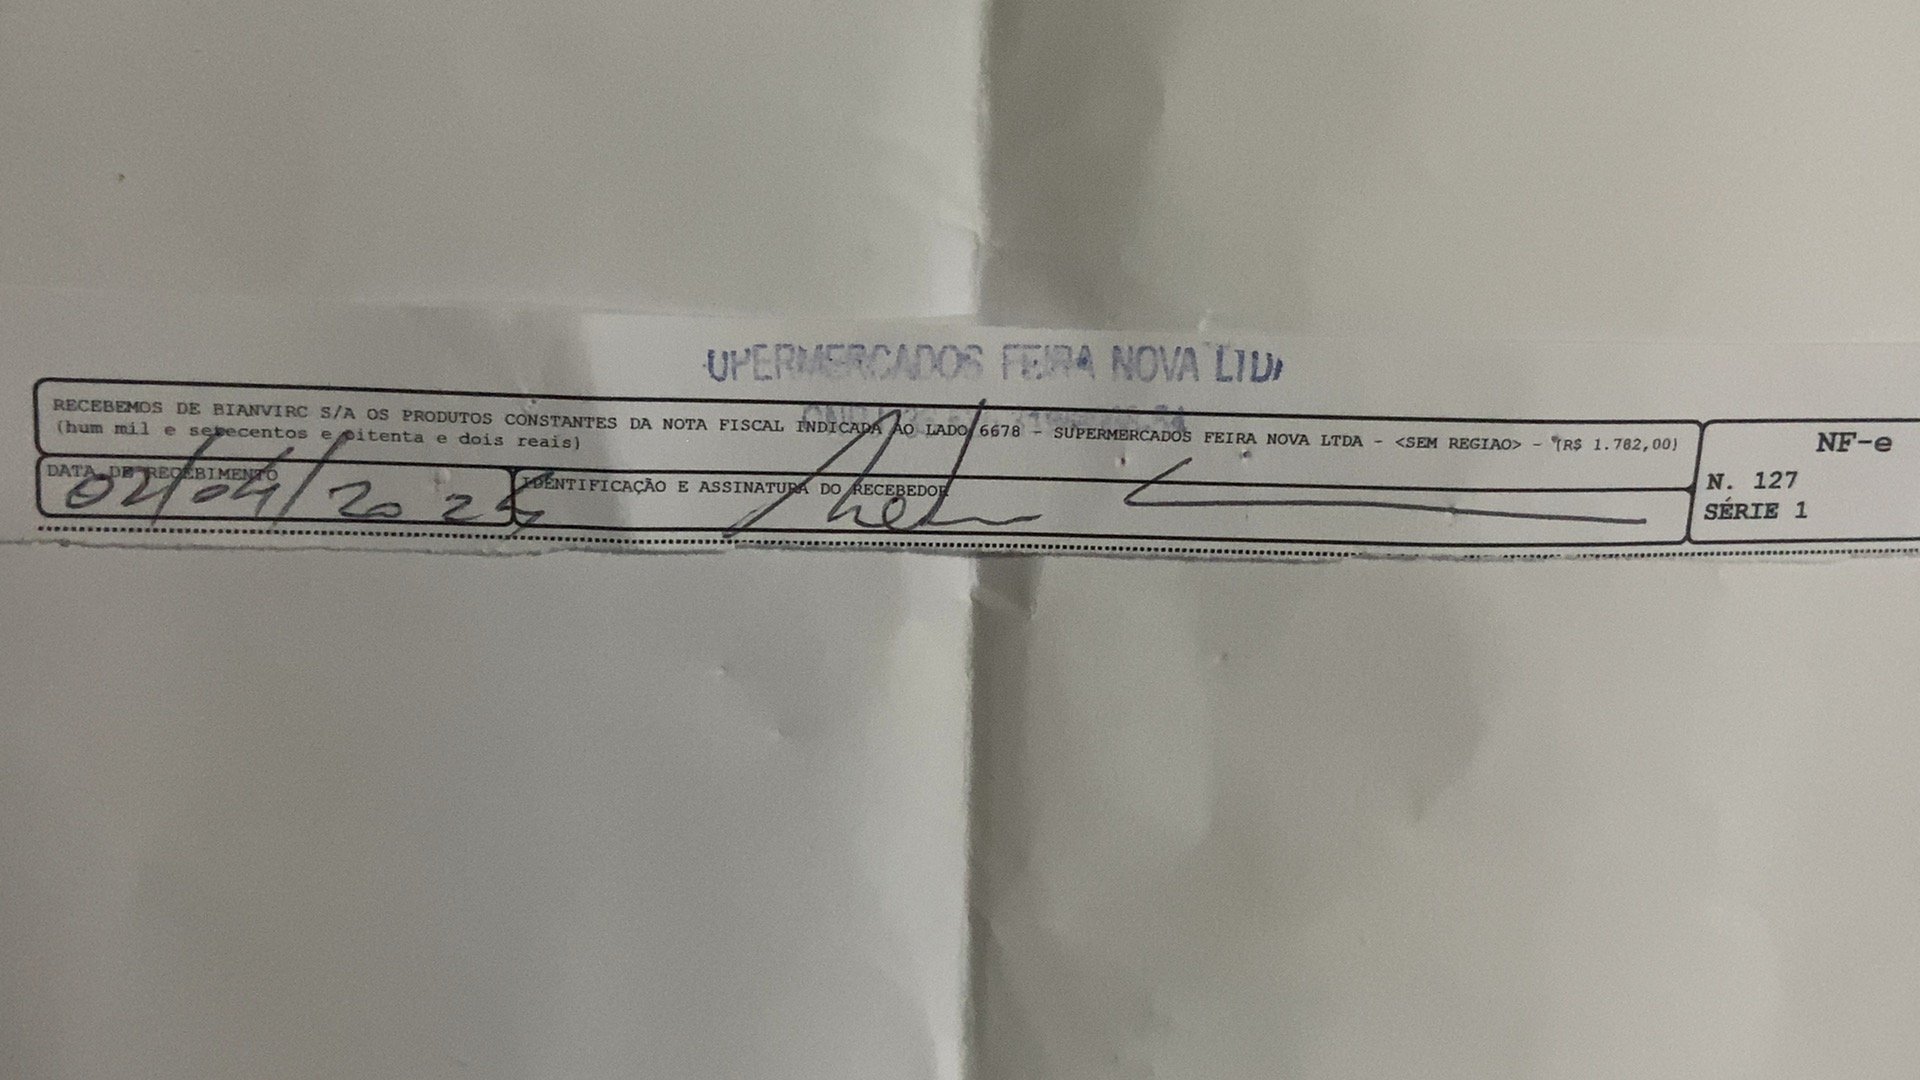 UPERMERCADOS FEIRA NOVA LTD
RECEBEMOS DE BIANVIRC S/A OS PRODUTOS CONSTANTES DA NOTA FISCAL INDICADA AO LADO 6678 - SUPERMERCADOS FEIRA NOVA LTDA - <SEM REGIAO> - (R$ 1.782,00)
(hum mil e setecentos e oitenta e dois reais)
NF-e
N. 127
SÉRIE 1
DATA DE RECEBIMENTO
02/04/2025
IDENTIFICAÇÃO E ASSINATURA DO RECEBEDOR